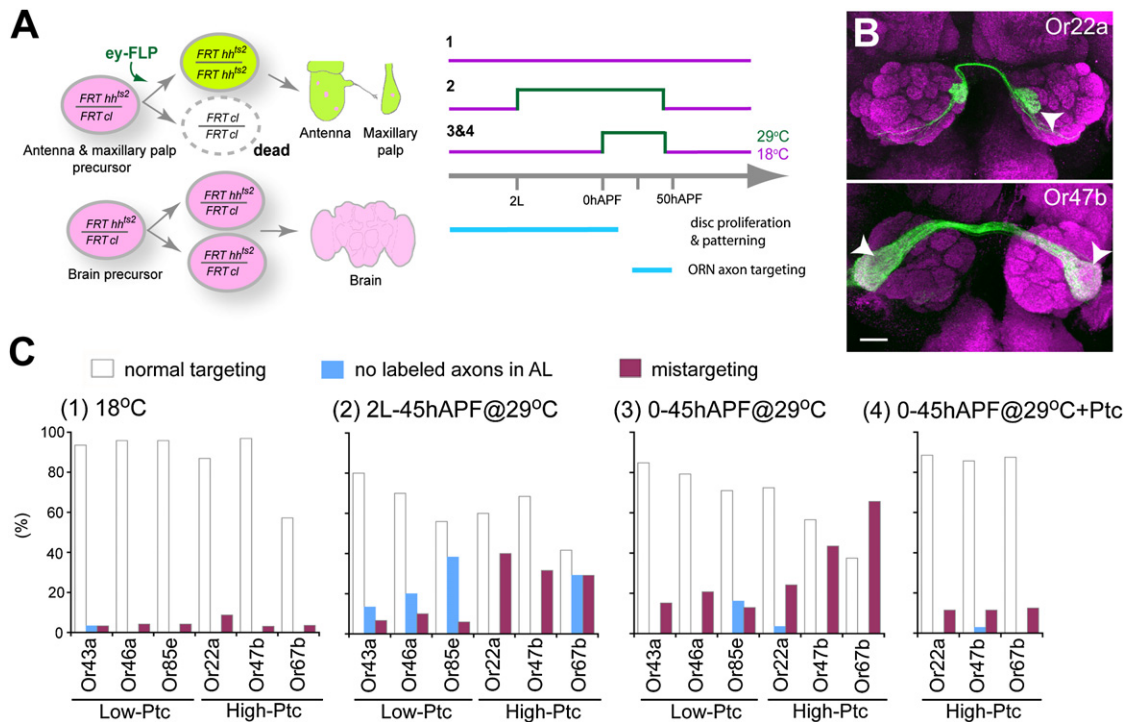 A
ey-FLP
FRT hh^ts2
FRT hh^ts2
FRT hh^ts2
FRT cl
FRT cl
FRT cl
dead
Antenna & maxillary palp
precursor
Antenna
Maxillary
palp
FRT hh^ts2
FRT cl
FRT hh^ts2
FRT cl
FRT hh^ts2
FRT cl
Brain precursor
Brain
1
2
3&4
29°C
18°C
2L
0hAPF
50hAPF
disc proliferation
& patterning
ORN axon targeting
B
Or22a
Or47b
C
normal targeting
no labeled axons in AL
mistargeting
(1) 18°C
(2) 2L-45hAPF@29°C
(3) 0-45hAPF@29°C
(4) 0-45hAPF@29°C+Ptc
(%)
100
80
60
40
20
0
Or43a
Or46a
Or85e
Or22a
Or47b
Or67b
Low-Ptc
High-Ptc
Or43a
Or46a
Or85e
Or22a
Or47b
Or67b
Low-Ptc
High-Ptc
Or43a
Or46a
Or85e
Or22a
Or47b
Or67b
Low-Ptc
High-Ptc
Or22a
Or47b
Or67b
High-Ptc